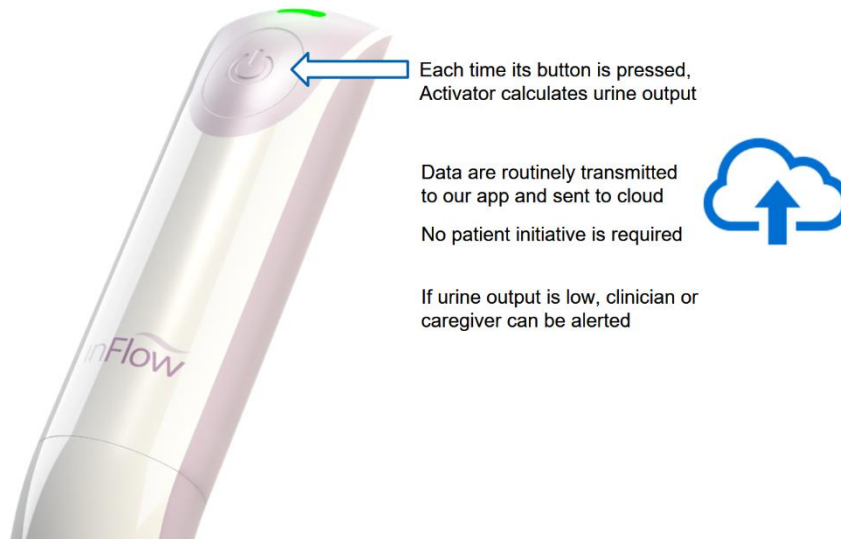 Each time its button is pressed,
Activator calculates urine output
Data are routinely transmitted
to our app and sent to cloud
No patient initiative is required
inFlow
If urine output is low, clinician or
caregiver can be alerted